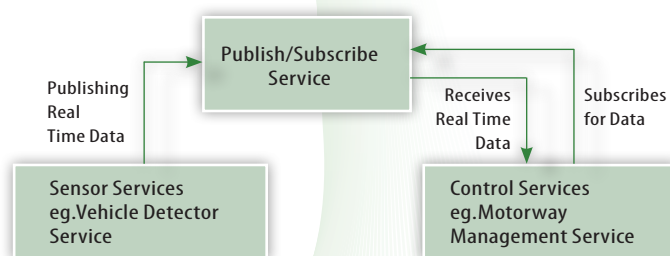 Publish/Subscribe
Service
Publishing
Real
Time Data
Receives
Real Time
Data
Subscribes
for Data
Sensor Services
eg.Vehicle Detector
Service
Control Services
eg.Motorway
Management Service